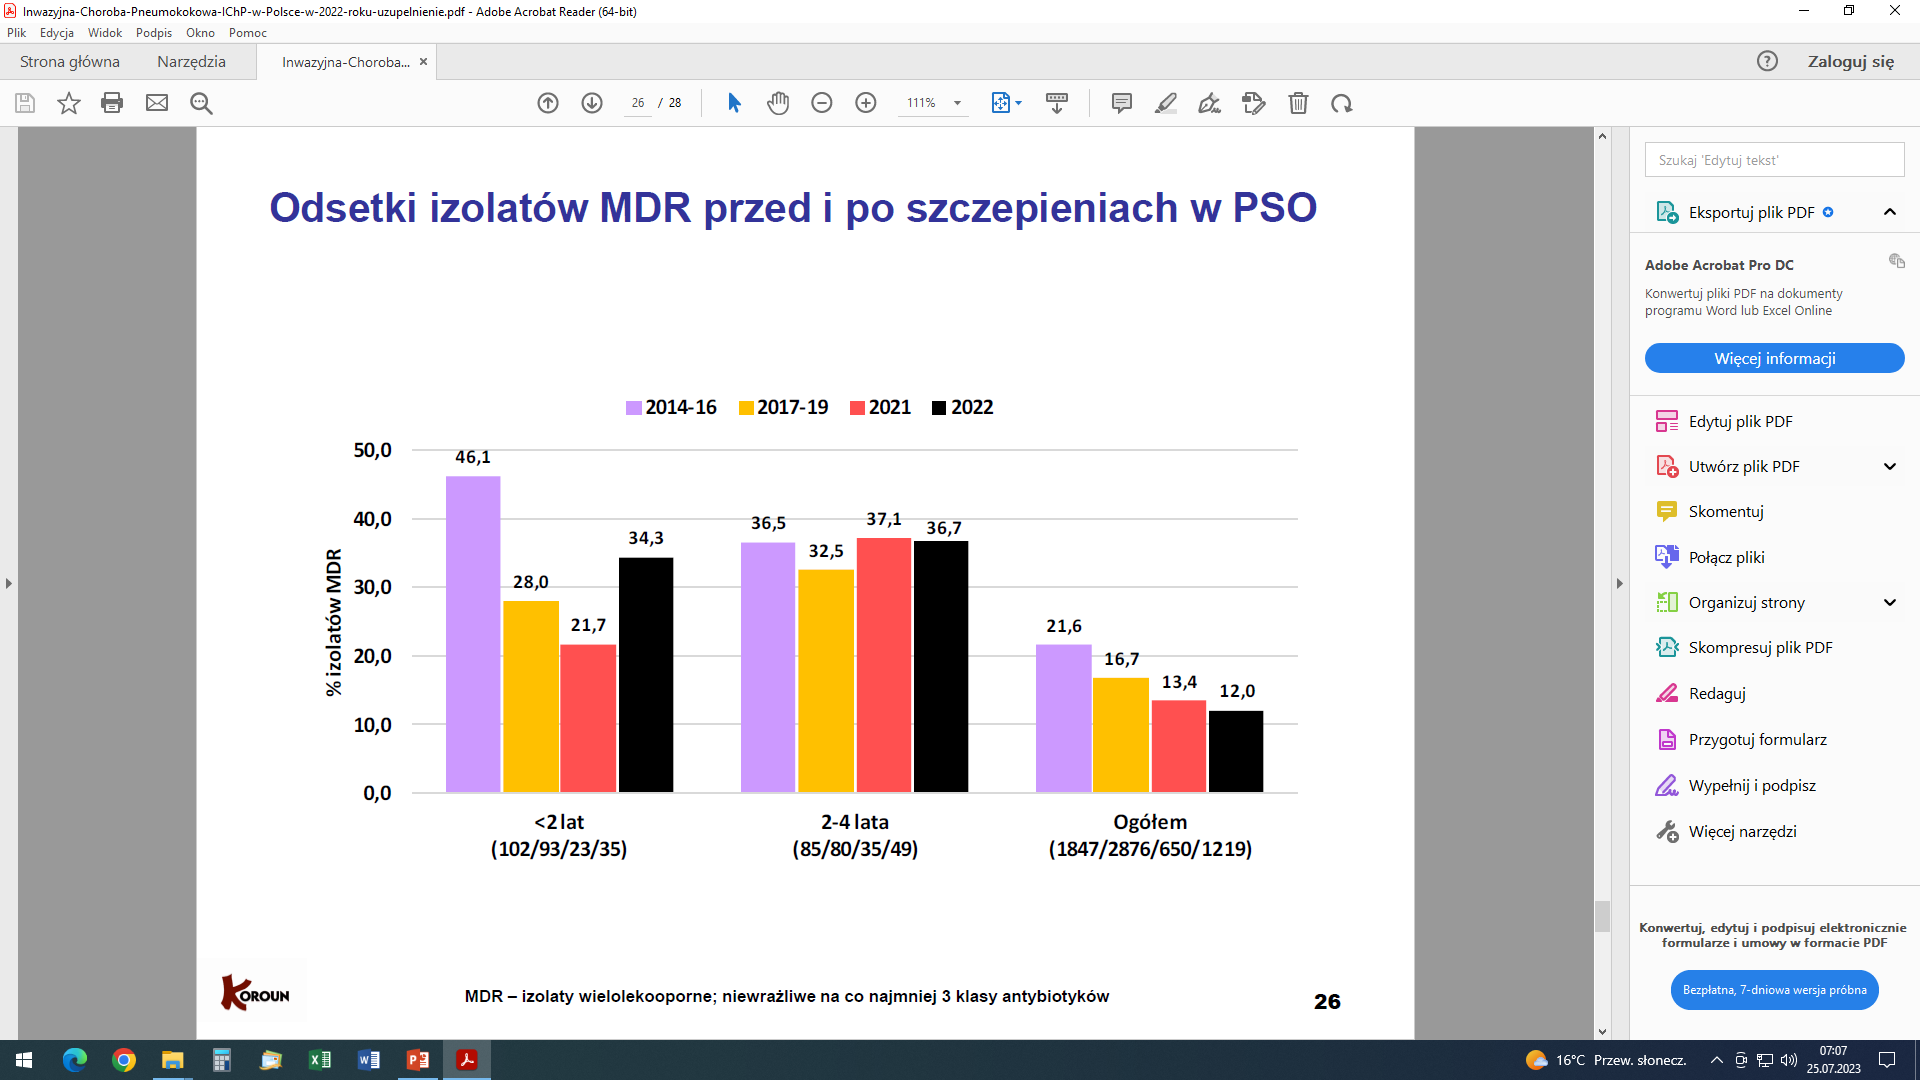 Inwazyjna-Choroba-Pneumokokowa-IChP-w-Polsce-w-2022-roku-uzupelnienie.pdf - Adobe Acrobat Reader (64-bit)
Plik Edycja Widok Podpis Okno Pomoc
Strona główna Narzędzia Inwazyjna-Choroba... × Zaloguj się
26 / 28 111%
Odsetki izolatów MDR przed i po szczepieniach w PSO
2014-16 2017-19 2021 2022
% izolatów MDR
50,0
40,0
30,0
20,0
10,0
0,0
46,1 28,0 21,7 34,3
36,5 32,5 37,1 36,7
21,6 16,7 13,4 12,0
<2 lat 2-4 lata Ogółem
(102/93/23/35) (85/80/35/49) (1847/2876/650/1219)
KOROUN
MDR – izolaty wielolekooporne; niewrażliwe na co najmniej 3 klasy antybiotyków
26
Szukaj 'Edytuj tekst'
Eksportuj plik PDF
Adobe Acrobat Pro DC
Konwertuj pliki PDF na dokumenty
programu Word lub Excel Online
Więcej informacji
Edytuj plik PDF
Utwórz plik PDF
Skomentuj
Połącz pliki
Organizuj strony
Skompresuj plik PDF
Redaguj
Przygotuj formularz
Wypełnij i podpisz
Więcej narzędzi
Konwertuj, edytuj i podpisuj elektronicznie
formularze i umowy w formacie PDF
Bezpłatna, 7-dniowa wersja próbna
16°C Przew. słonecz.
07:07
25.07.2023